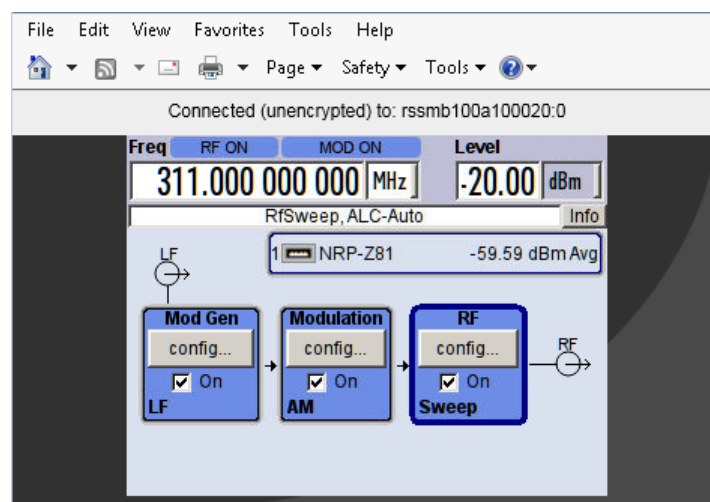 File Edit View Favorites Tools Help
Page Safety Tools ?
Connected (unencrypted) to: rssmb100a100020:0
Freq RF ON MOD ON Level
311.000 000 000 MHz -20.00 dBm
RfSweep, ALC-Auto Info
LF 1 NRP-Z81 -59.59 dBm Avg
Mod Gen Modulation RF
config... config... config... RF
On On On
LF AM Sweep